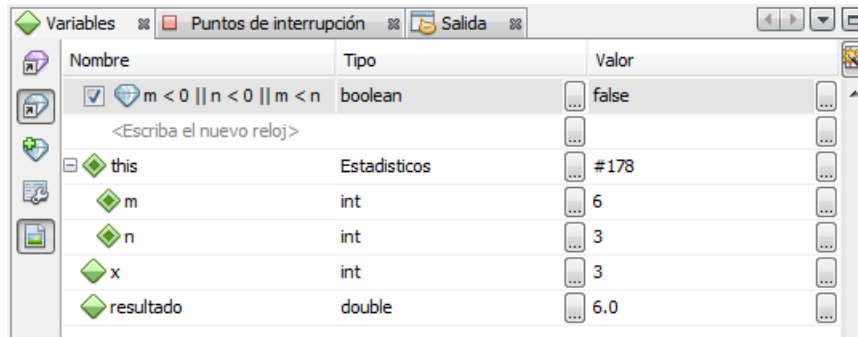 Variables Puntos de interrupción Salida
Nombre Tipo Valor
m < 0 || n < 0 || m < n boolean ... false ...
<Escriba el nuevo reloj> ... ...
this Estadisticos ... #178 ...
m int ... 6 ...
n int ... 3 ...
x int ... 3 ...
resultado double ... 6.0 ...